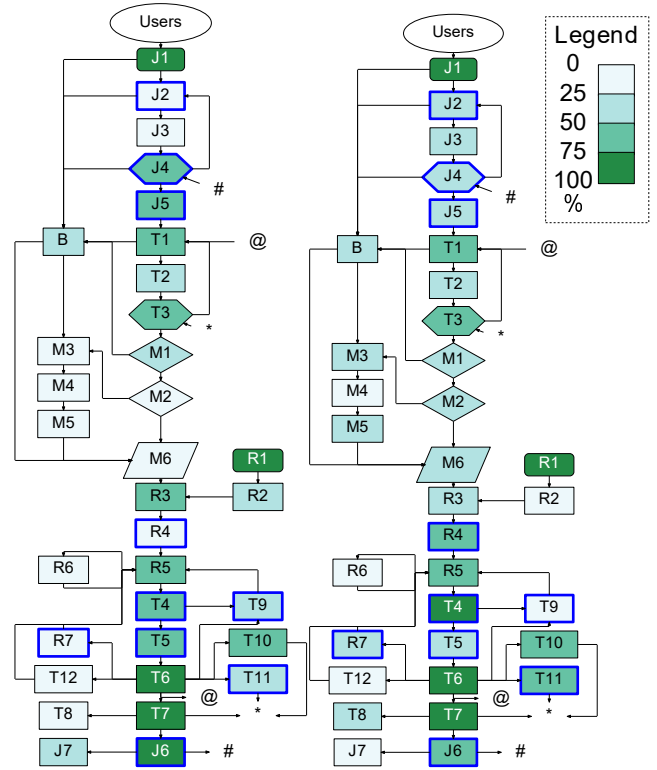 Users
J1
J2
J3
J4
#
J5
B
T1
@
T2
T3
*
M3
M1
M4
M2
M5
M6
R1
R3
R2
R4
R6
R5
T4
T9
R7
T5
T10
T12
T6
T11
@
T8
T7
*
J7
J6
#
Users
J1
J2
J3
J4
#
J5
B
T1
@
T2
T3
*
M3
M1
M4
M2
M5
M6
R1
R3
R2
R4
R6
R5
T4
T9
R7
T5
T10
T12
T6
T11
@
T8
T7
*
J7
J6
#
Legend
0
25
50
75
100
%